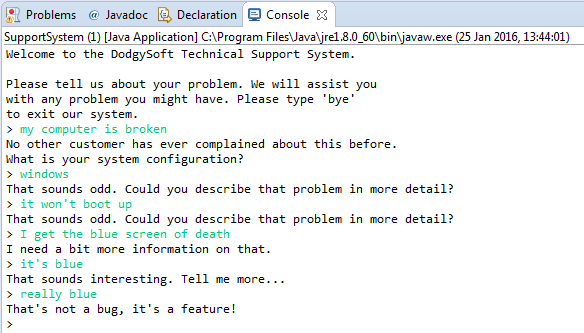 Problems @ Javadoc Declaration Console
SupportSystem (1) [Java Application] C:\Program Files\Java\jre1.8.0_60\bin\javaw.exe (25 Jan 2016, 13:44:01)
Welcome to the DodgySoft Technical Support System.

Please tell us about your problem. We will assist you
with any problem you might have. Please type 'bye'
to exit our system.
> my computer is broken
No other customer has ever complained about this before.
What is your system configuration?
> windows
That sounds odd. Could you describe that problem in more detail?
> it won't boot up
That sounds odd. Could you describe that problem in more detail?
> I get the blue screen of death
I need a bit more information on that.
> it's blue
That sounds interesting. Tell me more...
> really blue
That's not a bug, it's a feature!
>